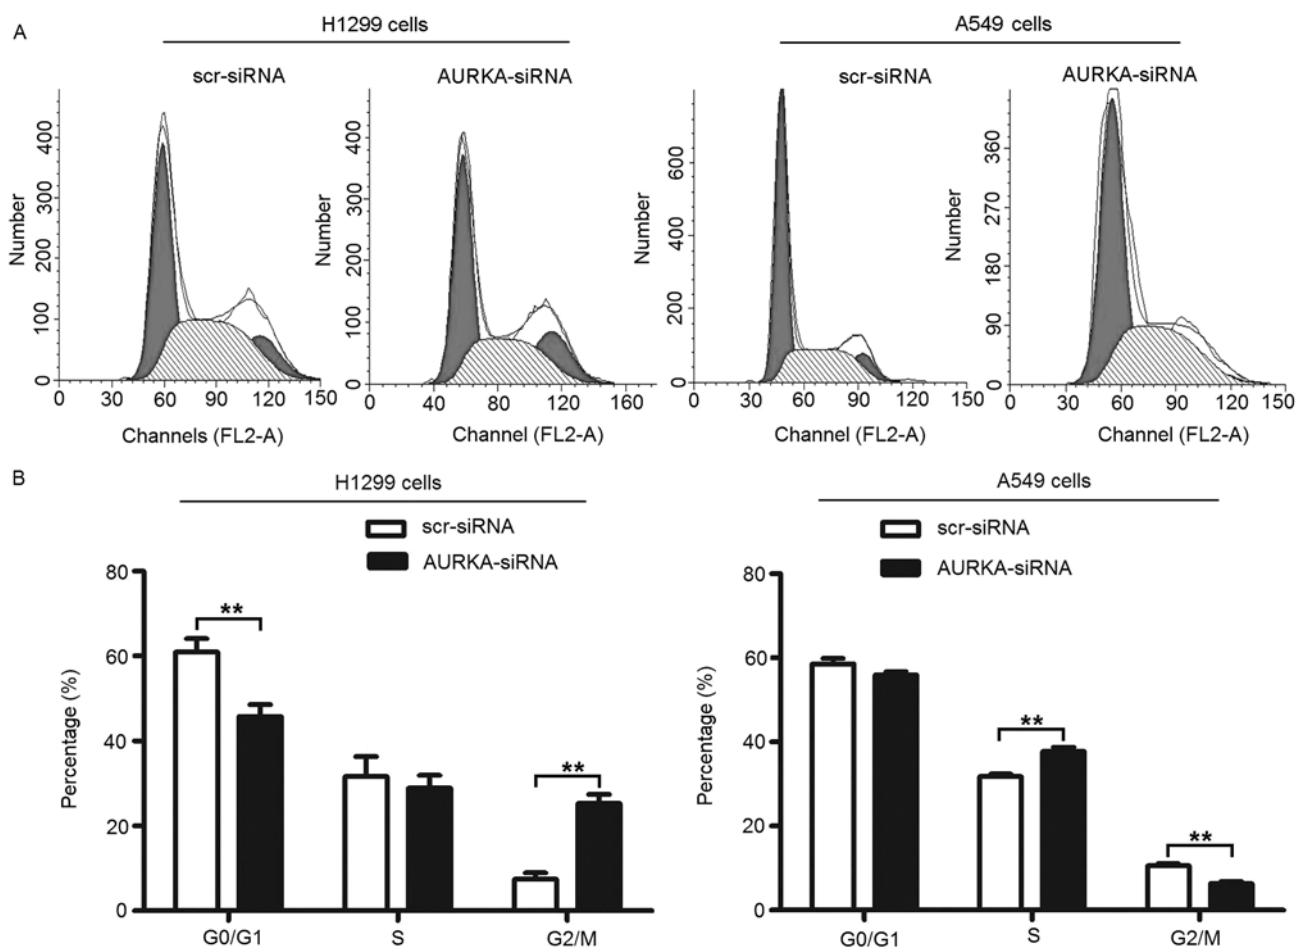 A
H1299 cells
A549 cells
scr-siRNA
AURKA-siRNA
scr-siRNA
AURKA-siRNA
Number
0 100 200 300 400
0 30 60 90 120 150
Channels (FL2-A)
Number
0 100 200 300 400
0 40 80 120 160
Channel (FL2-A)
Number
0 200 400 600
0 30 60 90 120 150
Channel (FL2-A)
Number
0 90 180 270 360
0 30 60 90 120 150
Channel (FL2-A)
B
H1299 cells
scr-siRNA
AURKA-siRNA
Percentage (%)
80
60
40
20
0
**
**
G0/G1 S G2/M
A549 cells
scr-siRNA
AURKA-siRNA
Percentage (%)
80
60
40
20
0
**
**
G0/G1 S G2/M